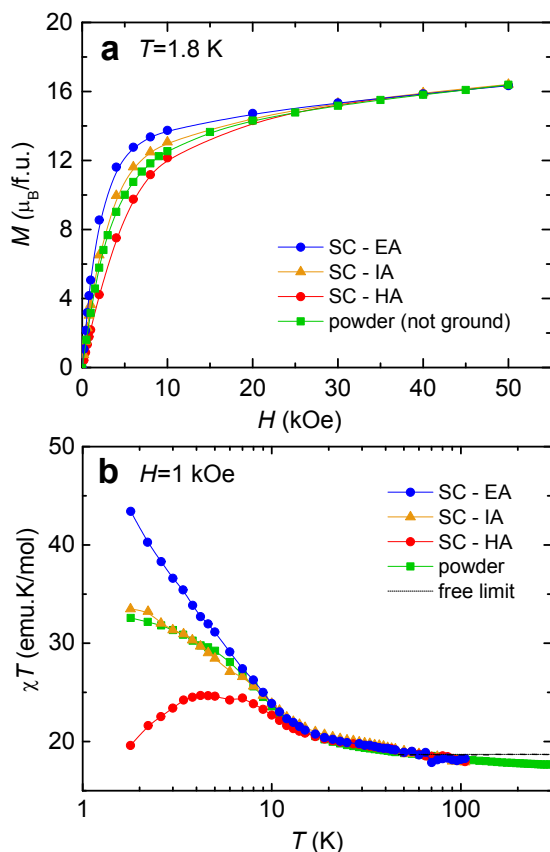 a T=1.8 K
20
16
12
8
4
0
M (μB/f.u.)
SC - EA
SC - IA
SC - HA
powder (not ground)
0 10 20 30 40 50
H (kOe)
b H=1 kOe
50
40
30
20
χT (emu.K/mol)
SC - EA
SC - IA
SC - HA
powder
free limit
1 10 100
T (K)